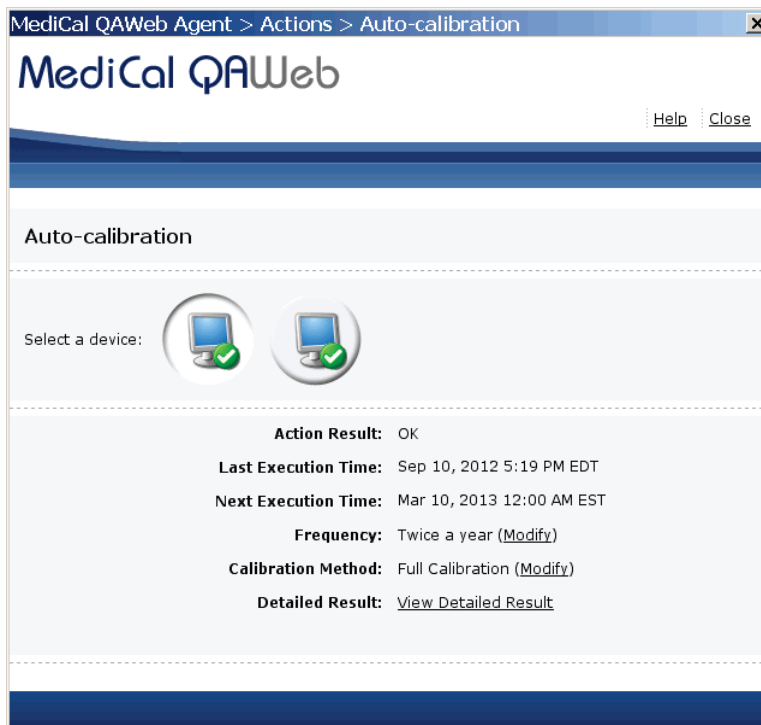 MediCal QAWeb Agent > Actions > Auto-calibration
MediCal QAWeb
Help Close
Auto-calibration
Select a device:
Action Result: OK
Last Execution Time: Sep 10, 2012 5:19 PM EDT
Next Execution Time: Mar 10, 2013 12:00 AM EST
Frequency: Twice a year (Modify)
Calibration Method: Full Calibration (Modify)
Detailed Result: View Detailed Result